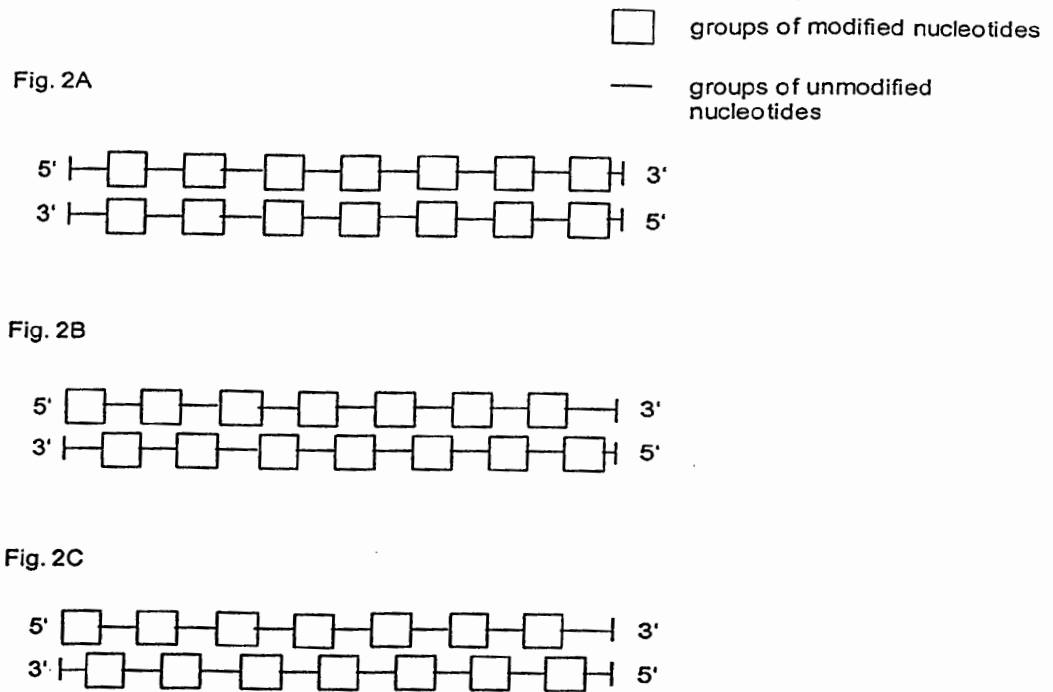 groups of modified nucleotides
groups of unmodified
nucleotides
Fig. 2A
5' 3'
3' 5'
Fig. 2B
5' 3'
3' 5'
Fig. 2C
5' 3'
3' 5'